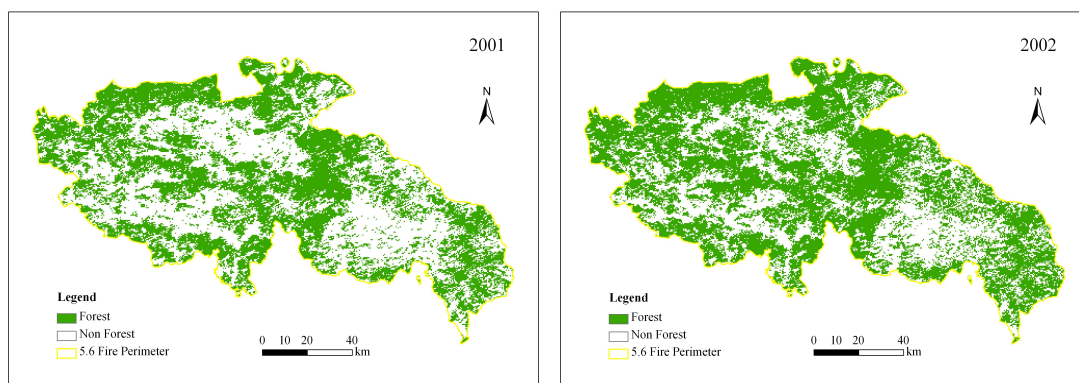 2001
N
Legend
Forest
Non Forest
5.6 Fire Perimeter
0 10 20 40
km
2002
N
Legend
Forest
Non Forest
5.6 Fire Perimeter
0 10 20 40
km